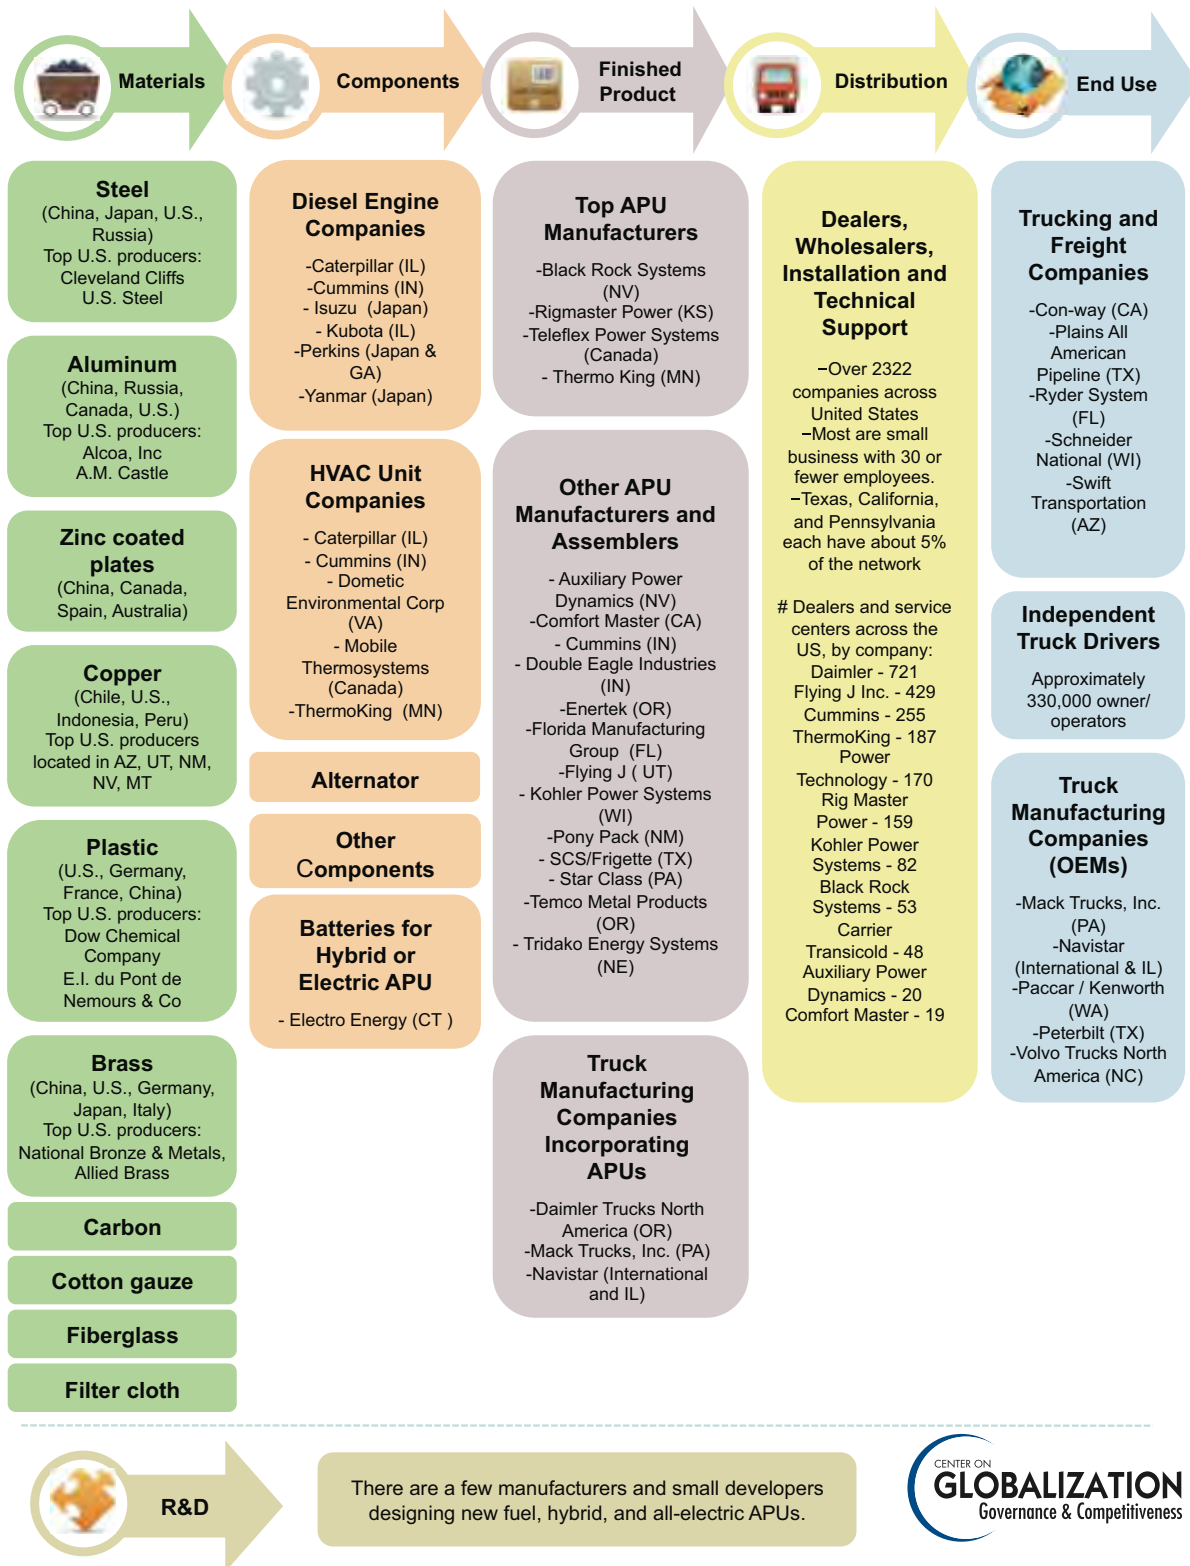 Materials
Components
Finished
Product
Distribution
End Use
Steel
(China, Japan, U.S.,
Russia)
Top U.S. producers:
Cleveland Cliffs
U.S. Steel
Aluminum
(China, Russia,
Canada, U.S.)
Top U.S. producers:
Alcoa, Inc
A.M. Castle
Zinc coated
plates
(China, Canada,
Spain, Australia)
Copper
(Chile, U.S.,
Indonesia, Peru)
Top U.S. producers
located in AZ, UT, NM,
NV, MT
Plastic
(U.S., Germany,
France, China)
Top U.S. producers:
Dow Chemical
Company
E.I. du Pont de
Nemours & Co
Brass
(China, U.S., Germany,
Japan, Italy)
Top U.S. producers:
National Bronze & Metals,
Allied Brass
Carbon
Cotton gauze
Fiberglass
Filter cloth
Diesel Engine
Companies
-Caterpillar (IL)
-Cummins (IN)
- Isuzu (Japan)
- Kubota (IL)
-Perkins (Japan &
GA)
-Yanmar (Japan)
HVAC Unit
Companies
- Caterpillar (IL)
- Cummins (IN)
- Dometic
Environmental Corp
(VA)
- Mobile
Thermosystems
(Canada)
-ThermoKing (MN)
Alternator
Other
Components
Batteries for
Hybrid or
Electric APU
- Electro Energy (CT )
Top APU
Manufacturers
-Black Rock Systems
(NV)
-Rigmaster Power (KS)
-Teleflex Power Systems
(Canada)
- Thermo King (MN)
Other APU
Manufacturers and
Assemblers
- Auxiliary Power
Dynamics (NV)
-Comfort Master (CA)
- Cummins (IN)
- Double Eagle Industries
(IN)
-Enertek (OR)
-Florida Manufacturing
Group (FL)
-Flying J ( UT)
- Kohler Power Systems
(WI)
-Pony Pack (NM)
- SCS/Frigette (TX)
- Star Class (PA)
-Temco Metal Products
(OR)
- Tridako Energy Systems
(NE)
Truck
Manufacturing
Companies
Incorporating
APUs
-Daimler Trucks North
America (OR)
-Mack Trucks, Inc. (PA)
-Navistar (International
and IL)
Dealers,
Wholesalers,
Installation and
Technical
Support
–Over 2322
companies across
United States
–Most are small
business with 30 or
fewer employees.
–Texas, California,
and Pennsylvania
each have about 5%
of the network
# Dealers and service
centers across the
US, by company:
Daimler - 721
Flying J Inc. - 429
Cummins - 255
ThermoKing - 187
Power
Technology - 170
Rig Master
Power - 159
Kohler Power
Systems - 82
Black Rock
Systems - 53
Carrier
Transicold - 48
Auxiliary Power
Dynamics - 20
Comfort Master - 19
Trucking and
Freight
Companies
-Con-way (CA)
-Plains All
American
Pipeline (TX)
-Ryder System
(FL)
-Schneider
National (WI)
-Swift
Transportation
(AZ)
Independent
Truck Drivers
Approximately
330,000 owner/
operators
Truck
Manufacturing
Companies
(OEMs)
-Mack Trucks, Inc.
(PA)
-Navistar
(International & IL)
-Paccar / Kenworth
(WA)
-Peterbilt (TX)
-Volvo Trucks North
America (NC)
R&D
There are a few manufacturers and small developers
designing new fuel, hybrid, and all-electric APUs.
CENTER ON
GLOBALIZATION
Governance & Competitiveness